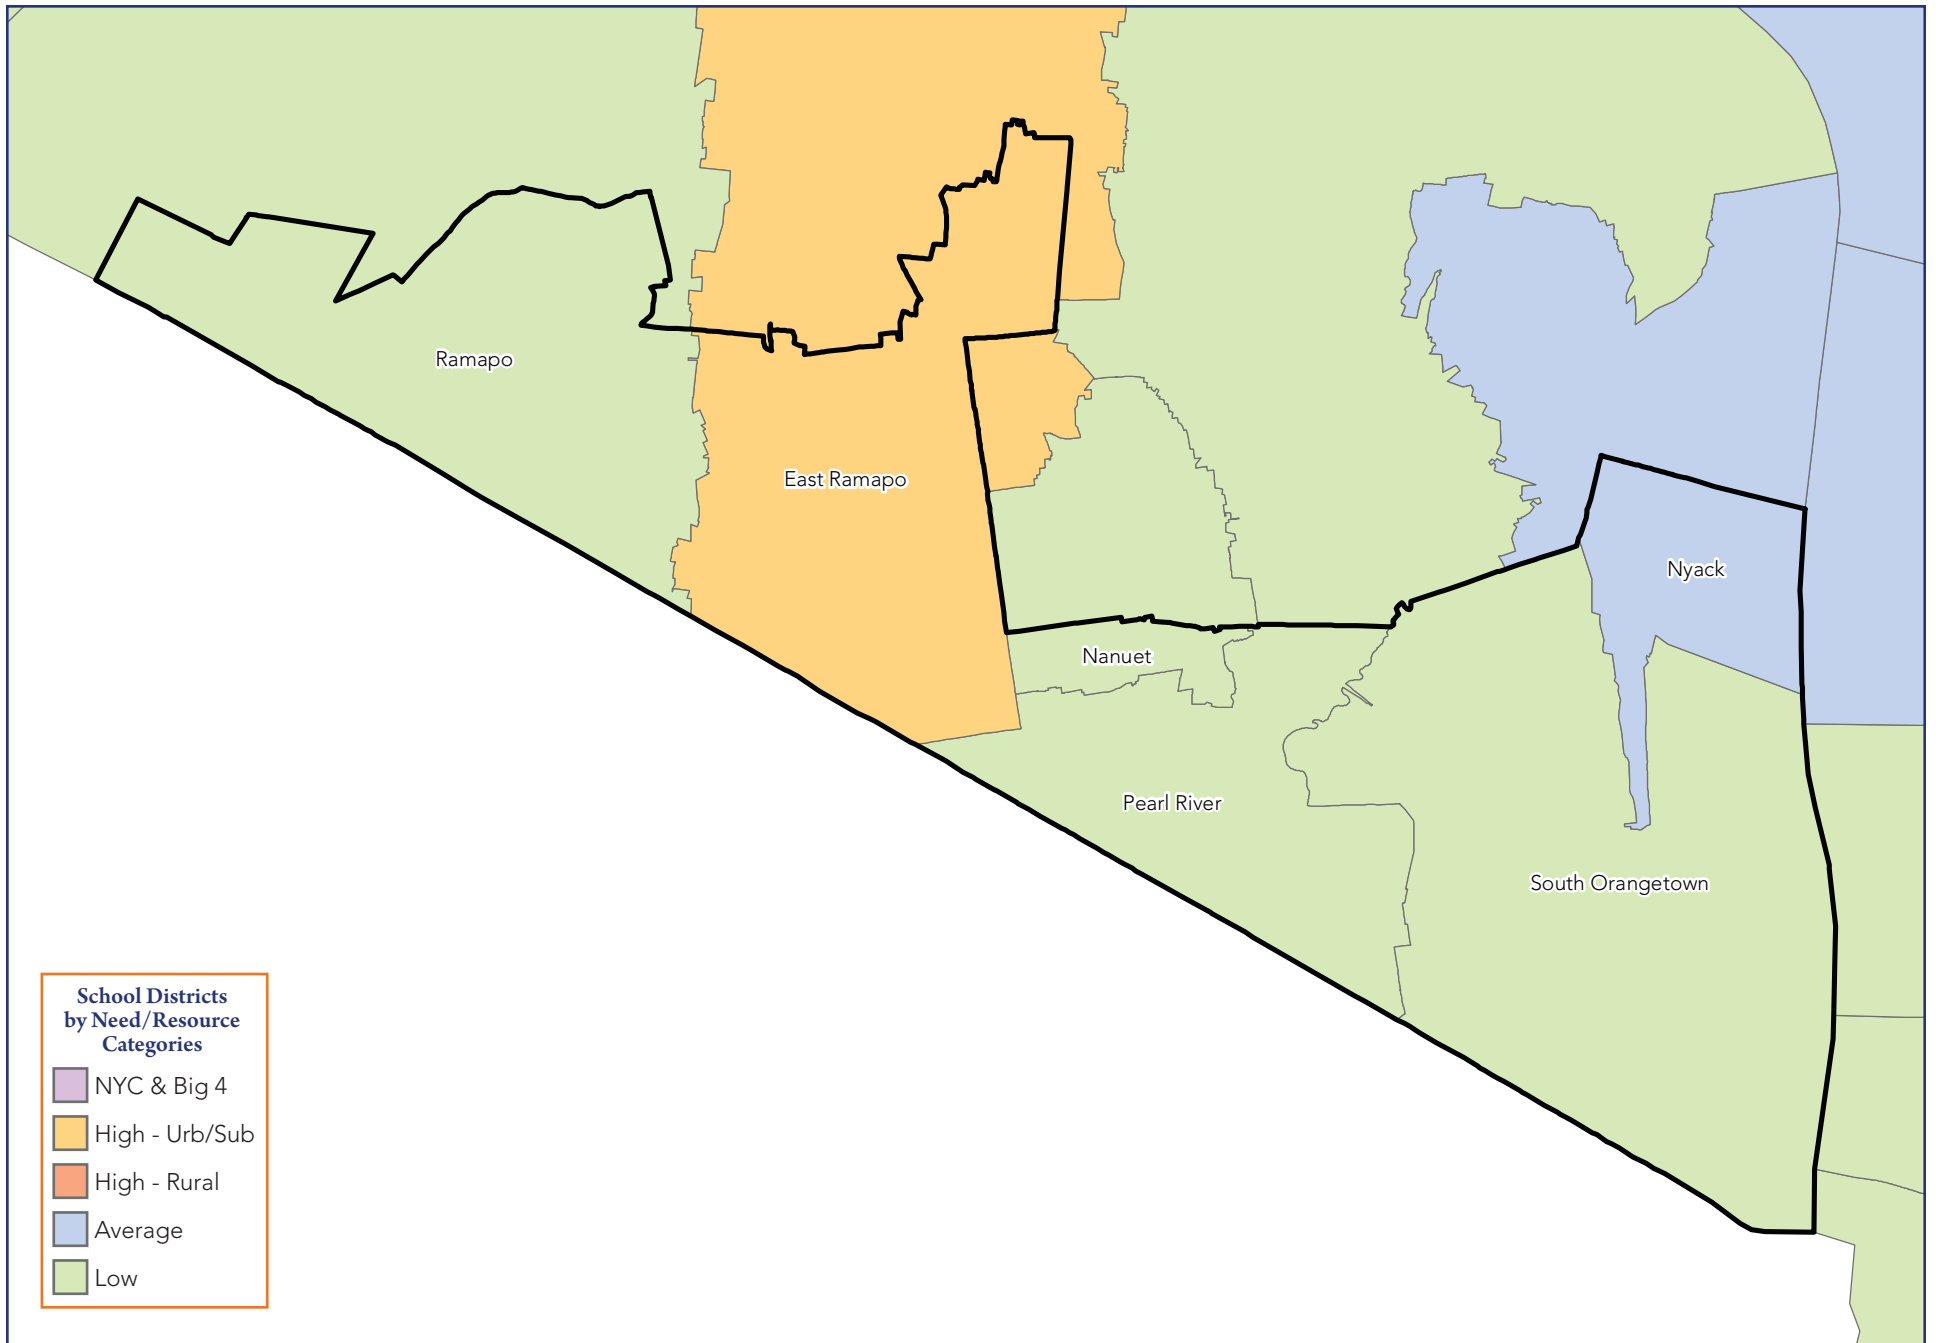 Ramapo
East Ramapo
Nyack
Nanuet
Pearl River
South Orangetown
School Districts
by Need/Resource
Categories
NYC & Big 4
High - Urb/Sub
High - Rural
Average
Low